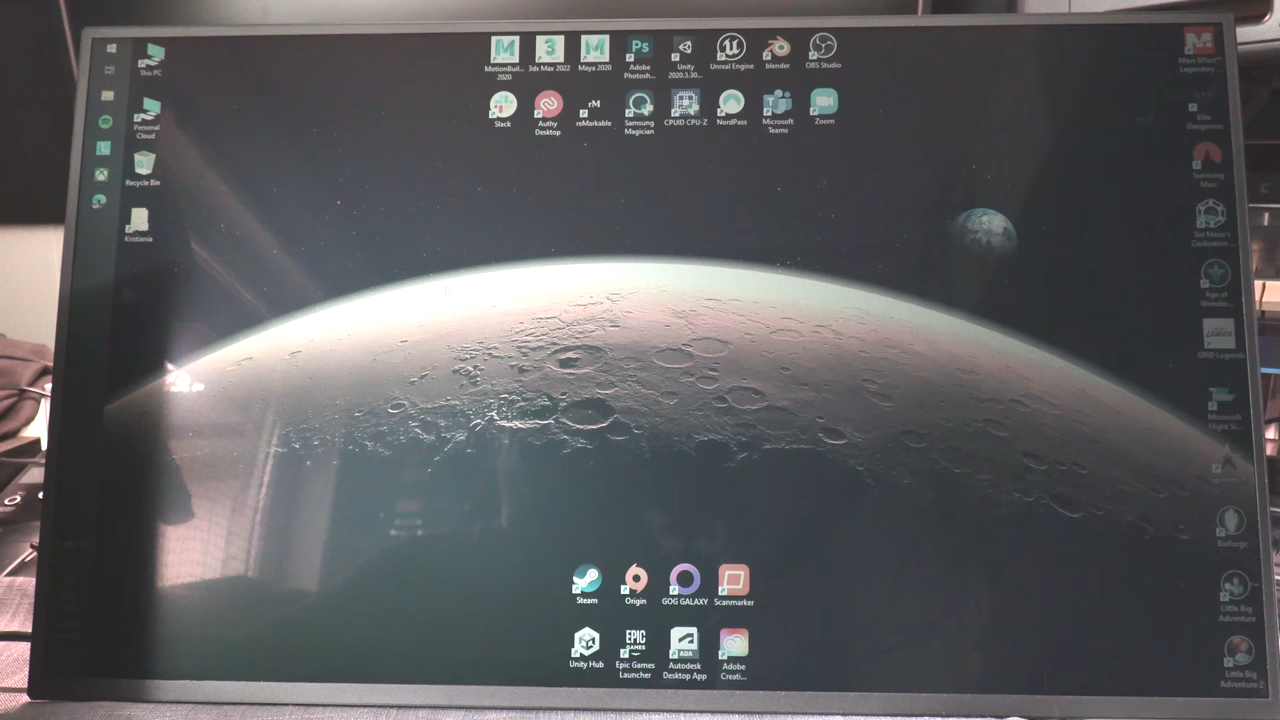 This PC
Personal
Cloud
Recycle Bin
Kristiania
MotionBuil...
2020
3ds Max 2022
Maya 2020
Ps
Adobe
Photosh...
Unity
2020.3.30...
Unreal Engine
blender
OBS Studio
Slack
Authy
Desktop
rM
reMarkable
Samsung
Magician
CPUID CPU-Z
NordPass
Microsoft
Teams
Zoom
Steam
Origin
GOG GALAXY
Scanmarker
Unity Hub
EPIC
GAMES
Epic Games
Launcher
ADA
Autodesk
Desktop App
Adobe
Creati...
Mass Effect™
Legendary ...
Elite
Dangerous
Surviving
Mars
Sid Meier's
Civilization ...
Age of
Wonder...
GRID Legends
Microsoft
Flight Si...
Bioforge
Little Big
Adventure
Little Big
Adventure 2